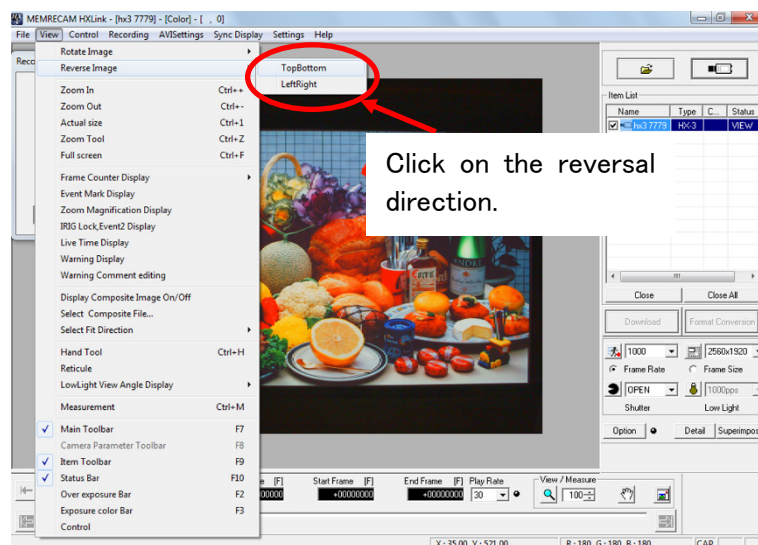 MEMRECAM HXLink - [hx3 7779] - [Color] - [ , 0]
File View Control Recording AVISettings Sync Display Settings Help
Reco
Rotate Image
Reverse Image
TopBottom
LeftRight
Zoom In Ctrl++
Zoom Out Ctrl+-
Actual size Ctrl+1
Zoom Tool Ctrl+Z
Full screen Ctrl+F
Frame Counter Display
Event Mark Display
Zoom Magnification Display
IRIG Lock,Event2 Display
Live Time Display
Warning Display
Warning Comment editing
Display Composite Image On/Off
Select Composite File...
Select Fit Direction
Hand Tool Ctrl+H
Reticule
LowLight View Angle Display
Measurement Ctrl+M
Main Toolbar F7
Camera Parameter Toolbar F8
Item Toolbar F9
Status Bar F10
Over exposure Bar F2
Exposure color Bar F3
Control
Click on the reversal
direction.
ANDRE
Item List
Name Type C... Status
hx3 7779 HX-3 VIEW
Close Close All
Download Format Conversion
1000 2560x1920
Frame Rate Frame Size
OPEN 1000pps
Shutter Low Light
Option Detail Superimpos
e [F] Start Frame [F] End Frame [F] Play Rate View / Measure
00000 +00000000 +00000000 30 100
X : 35.00 Y : 521.00 R : 180 G : 180 B : 180 CAP